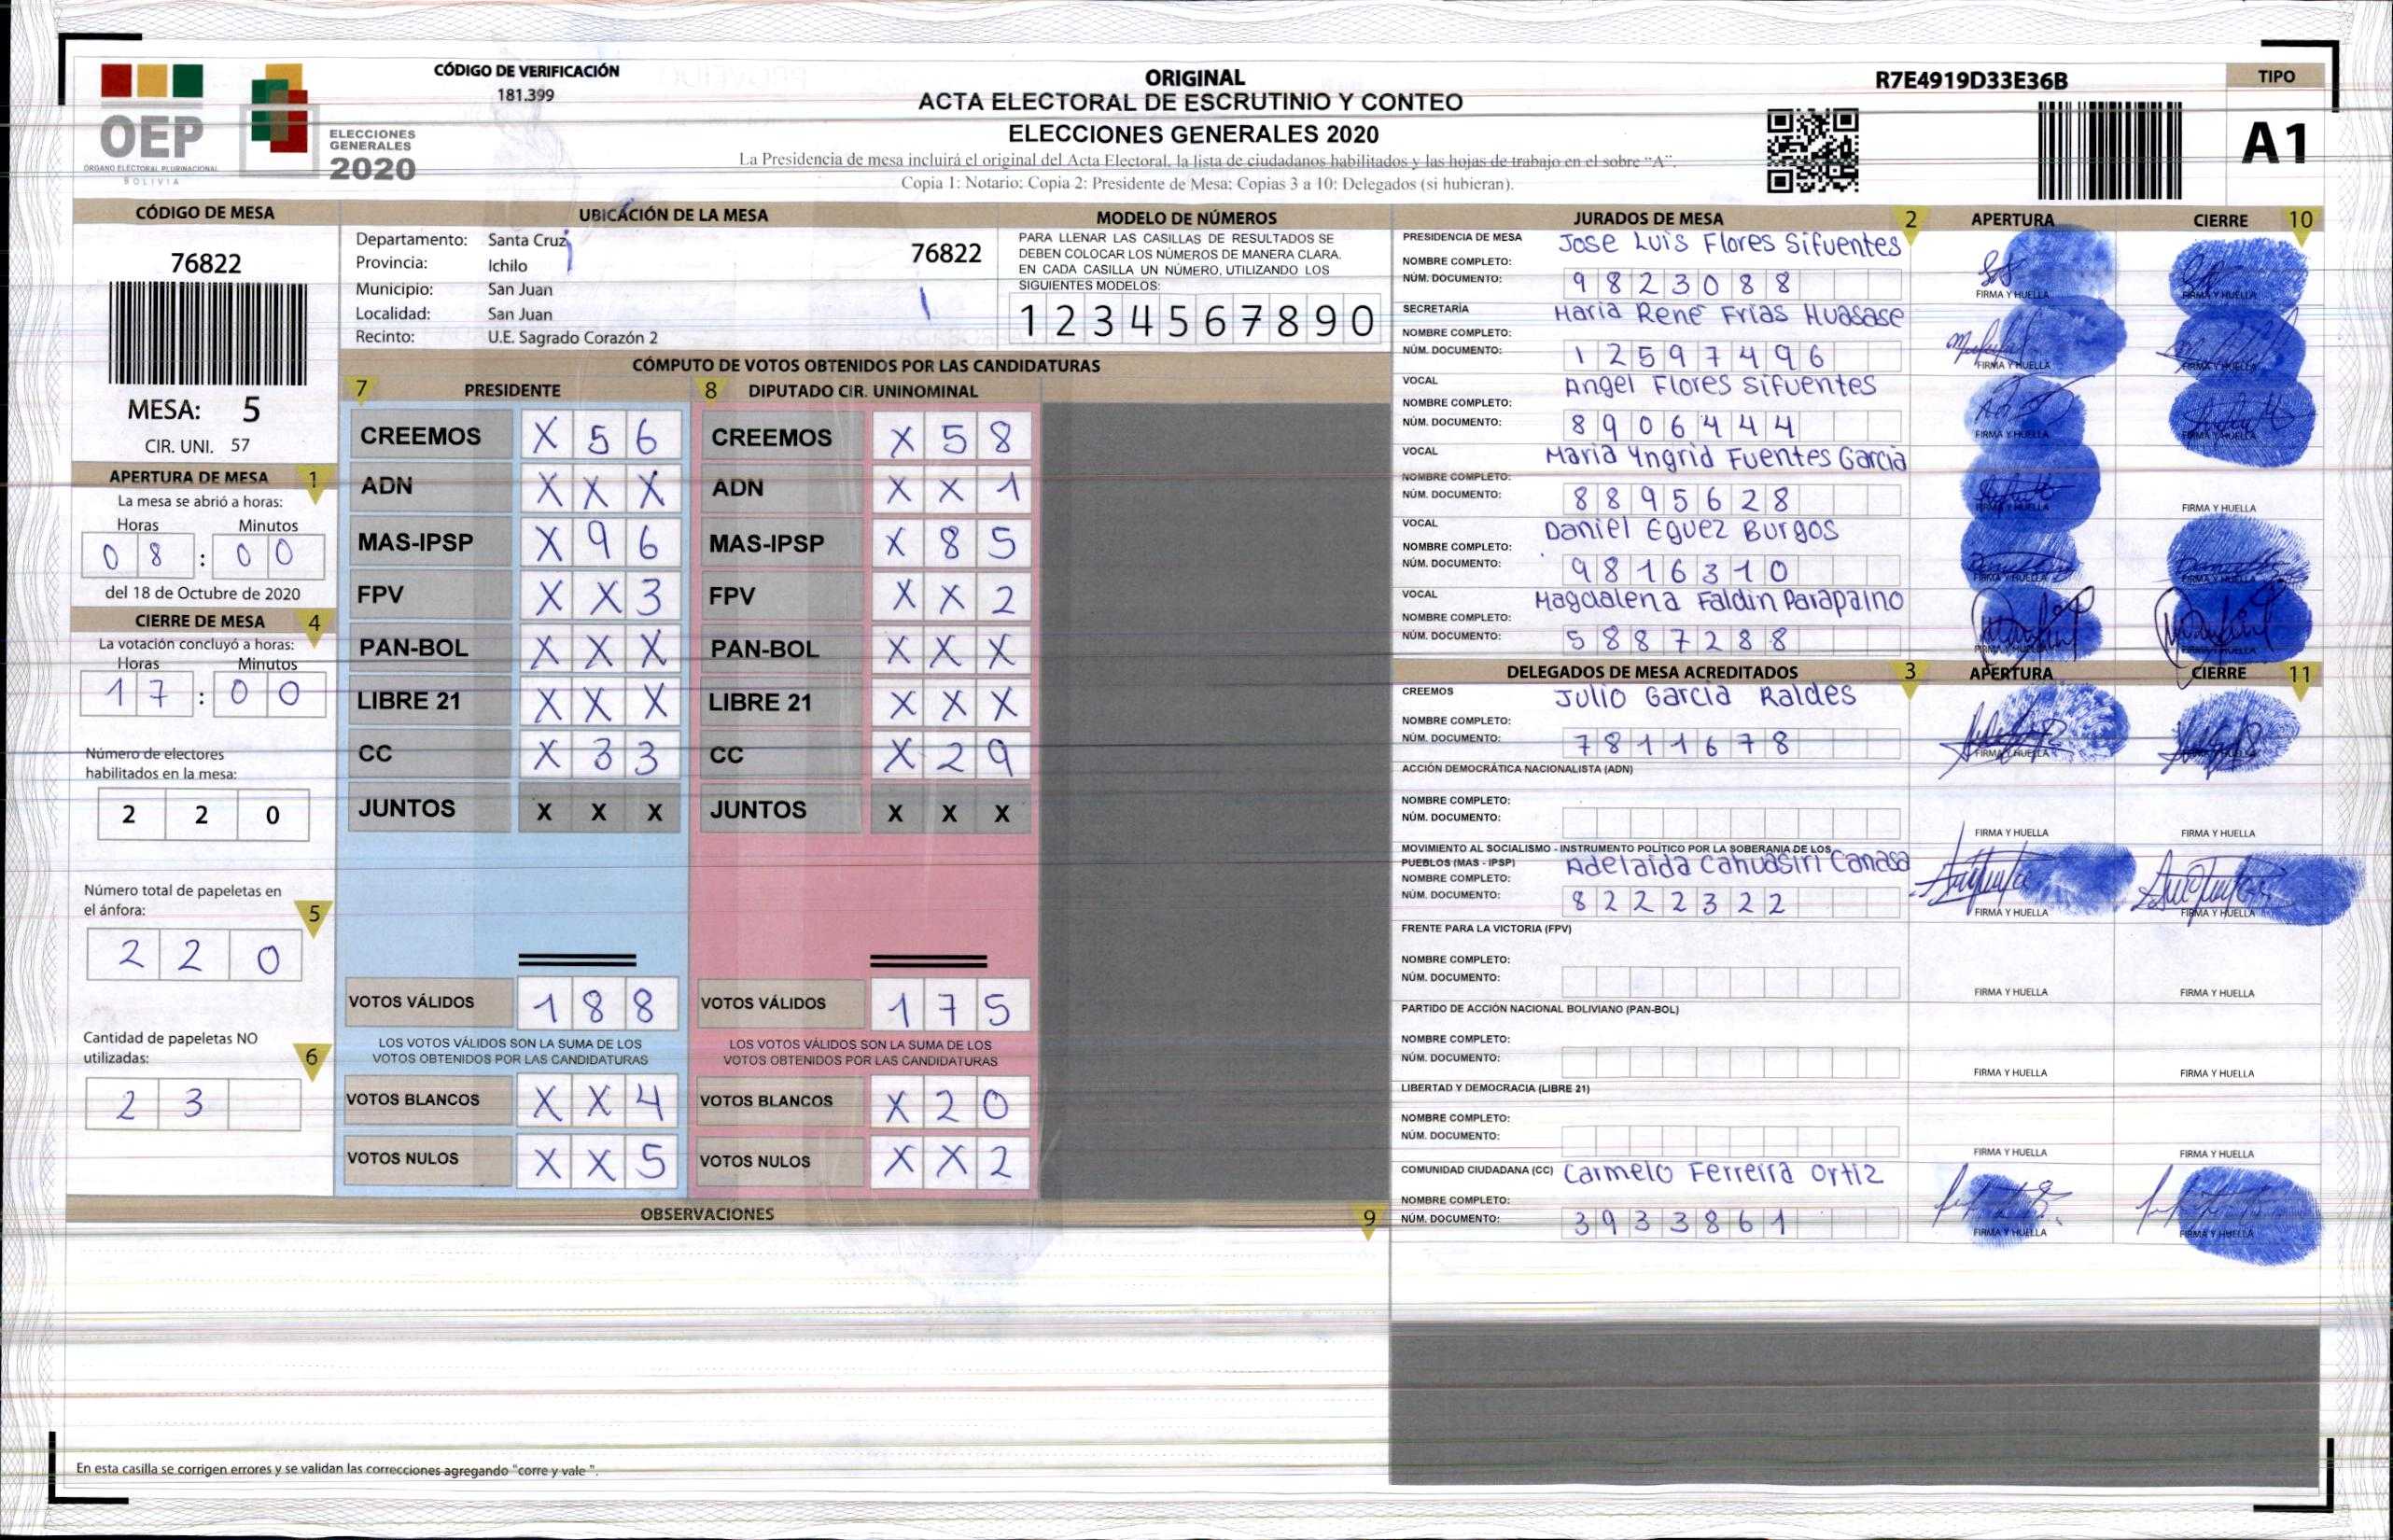 OEP
ÓRGANO ELECTORAL PLURINACIONAL
BOLIVIA
ELECCIONES
GENERALES
2020
CÓDIGO DE VERIFICACIÓN
181.399
ORIGINAL
ACTA ELECTORAL DE ESCRUTINIO Y CONTEO
ELECCIONES GENERALES 2020
La Presidencia de mesa incluirá el original del Acta Electoral, la lista de ciudadanos habilitados y las hojas de trabajo en el sobre "A".
Copia 1: Notario; Copia 2: Presidente de Mesa; Copias 3 a 10: Delegados (si hubieran).
R7E4919D33E36B
TIPO
A1
CÓDIGO DE MESA
76822
MESA: 5
CIR. UNI. 57
APERTURA DE MESA 1
La mesa se abrió a horas:
Horas Minutos
0 8 : 0 0
del 18 de Octubre de 2020
CIERRE DE MESA 4
La votación concluyó a horas:
Horas Minutos
1 7 : 0 0
Número de electores
habilitados en la mesa:
2 2 0
Número total de papeletas en
el ánfora: 5
2 2 0
Cantidad de papeletas NO
utilizadas: 6
2 3
UBICACIÓN DE LA MESA
Departamento: Santa Cruz
Provincia: Ichilo
Municipio: San Juan
Localidad: San Juan
Recinto: U.E. Sagrado Corazón 2
76822
MODELO DE NÚMEROS
PARA LLENAR LAS CASILLAS DE RESULTADOS SE
DEBEN COLOCAR LOS NÚMEROS DE MANERA CLARA.
EN CADA CASILLA UN NÚMERO, UTILIZANDO LOS
SIGUIENTES MODELOS:
1 2 3 4 5 6 7 8 9 0
CÓMPUTO DE VOTOS OBTENIDOS POR LAS CANDIDATURAS
7 PRESIDENTE 8 DIPUTADO CIR. UNINOMINAL
CREEMOS X 5 6 CREEMOS X 5 8
ADN X X X ADN X X 1
MAS-IPSP X 9 6 MAS-IPSP X 8 5
FPV X X 3 FPV X X 2
PAN-BOL X X X PAN-BOL X X X
LIBRE 21 X X X LIBRE 21 X X X
CC X 3 3 CC X 2 9
JUNTOS X X X JUNTOS X X X
VOTOS VÁLIDOS 1 8 8 VOTOS VÁLIDOS 1 7 5
LOS VOTOS VÁLIDOS SON LA SUMA DE LOS LOS VOTOS VÁLIDOS SON LA SUMA DE LOS
VOTOS OBTENIDOS POR LAS CANDIDATURAS VOTOS OBTENIDOS POR LAS CANDIDATURAS
VOTOS BLANCOS X X 4 VOTOS BLANCOS X 2 0
VOTOS NULOS X X 5 VOTOS NULOS X X 2
OBSERVACIONES 9
En esta casilla se corrigen errores y se validan las correcciones agregando "corre y vale ".
JURADOS DE MESA 2 APERTURA CIERRE 10
PRESIDENCIA DE MESA Jose Luis Flores Sifuentes
NOMBRE COMPLETO:
NÚM. DOCUMENTO: 9 8 2 3 0 8 8
FIRMA Y HUELLA FIRMA Y HUELLA
SECRETARÍA Maria René Frias Huasase
NOMBRE COMPLETO:
NÚM. DOCUMENTO: 1 2 5 9 7 4 9 6
FIRMA Y HUELLA FIRMA Y HUELLA
VOCAL Angel Flores Sifuentes
NOMBRE COMPLETO:
NÚM. DOCUMENTO: 8 9 0 6 4 4 4
FIRMA Y HUELLA FIRMA Y HUELLA
VOCAL Maria Yngrid Fuentes Garcia
NOMBRE COMPLETO:
NÚM. DOCUMENTO: 8 8 9 5 6 2 8
FIRMA Y HUELLA FIRMA Y HUELLA
VOCAL Daniel Eguez Burgos
NOMBRE COMPLETO:
NÚM. DOCUMENTO: 9 8 1 6 3 1 0
FIRMA Y HUELLA FIRMA Y HUELLA
VOCAL Magdalena Faldin Parapaino
NOMBRE COMPLETO:
NÚM. DOCUMENTO: 5 8 8 7 2 8 8
FIRMA Y HUELLA FIRMA Y HUELLA
DELEGADOS DE MESA ACREDITADOS 3 APERTURA CIERRE 11
CREEMOS Julio Garcia Raldes
NOMBRE COMPLETO:
NÚM. DOCUMENTO: 7 8 1 1 6 7 8
FIRMA Y HUELLA
ACCIÓN DEMOCRÁTICA NACIONALISTA (ADN)
NOMBRE COMPLETO:
NÚM. DOCUMENTO:
FIRMA Y HUELLA FIRMA Y HUELLA
MOVIMIENTO AL SOCIALISMO - INSTRUMENTO POLÍTICO POR LA SOBERANIA DE LOS
PUEBLOS (MAS - IPSP) Adelaida Cahuasiri Canasa
NOMBRE COMPLETO:
NÚM. DOCUMENTO: 8 2 2 2 3 2 2
FIRMA Y HUELLA FIRMA Y HUELLA
FRENTE PARA LA VICTORIA (FPV)
NOMBRE COMPLETO:
NÚM. DOCUMENTO:
FIRMA Y HUELLA FIRMA Y HUELLA
PARTIDO DE ACCIÓN NACIONAL BOLIVIANO (PAN-BOL)
NOMBRE COMPLETO:
NÚM. DOCUMENTO:
FIRMA Y HUELLA FIRMA Y HUELLA
LIBERTAD Y DEMOCRACIA (LIBRE 21)
NOMBRE COMPLETO:
NÚM. DOCUMENTO:
FIRMA Y HUELLA FIRMA Y HUELLA
COMUNIDAD CIUDADANA (CC) Carmelo Ferreira Ortiz
NOMBRE COMPLETO:
NÚM. DOCUMENTO: 3 9 3 3 8 6 1
FIRMA Y HUELLA FIRMA Y HUELLA